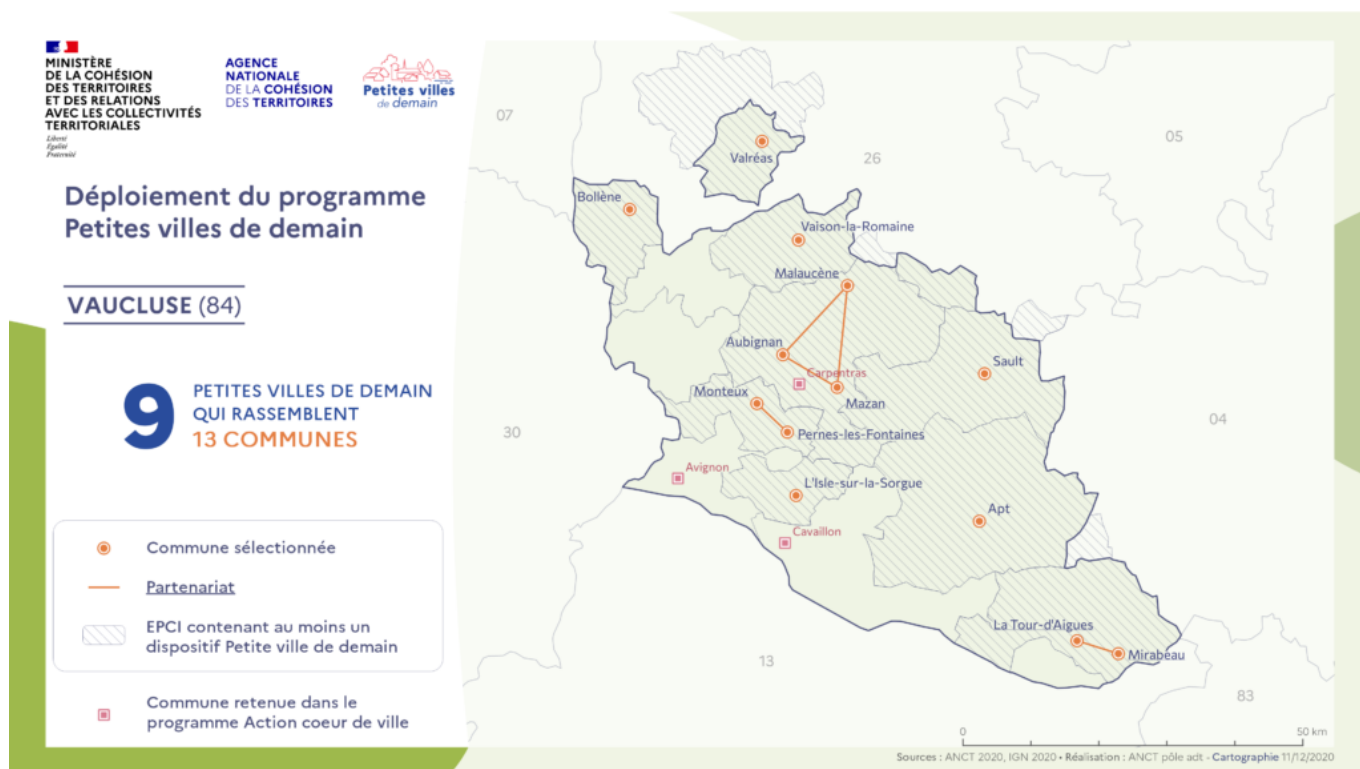 MINISTÈRE
DE LA COHÉSION
DES TERRITOIRES
ET DES RELATIONS
AVEC LES COLLECTIVITÉS
TERRITORIALES
Liberté
Égalité
Fraternité
AGENCE
NATIONALE
DE LA COHÉSION
DES TERRITOIRES
Petites villes
de demain
Déploiement du programme
Petites villes de demain
VAUCLUSE (84)
9
PETITES VILLES DE DEMAIN
QUI RASSEMBLENT
13 COMMUNES
Commune sélectionnée
Partenariat
EPCI contenant au moins un
dispositif Petite ville de demain
Commune retenue dans le
programme Action coeur de ville
07
05
26
Valréas
Bollène
Vaison-la-Romaine
Malaucène
Aubignan
Sault
Carpentras
Monteux
Mazan
04
30
Pernes-les-Fontaines
Avignon
L'Isle-sur-la-Sorgue
Apt
Cavaillon
La Tour-d'Aigues
Mirabeau
13
83
0
50 km
Sources : ANCT 2020, IGN 2020 • Réalisation : ANCT pôle adt - Cartographie 11/12/2020